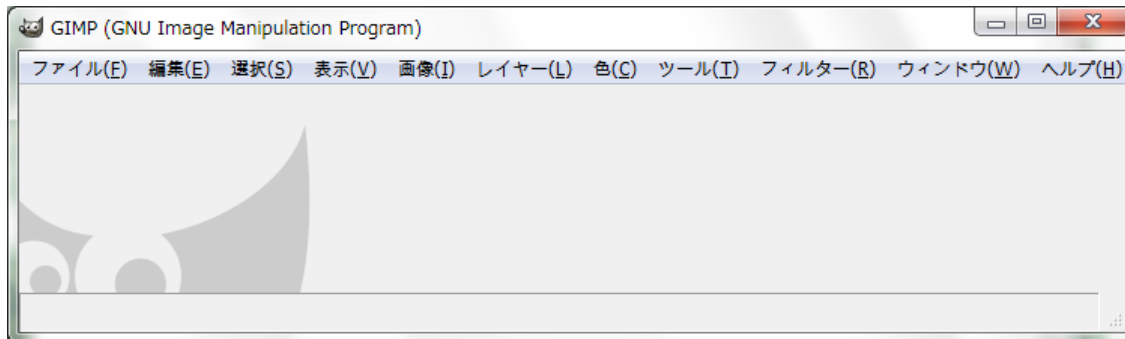 GIMP (GNU Image Manipulation Program)
ファイル(F) 編集(E) 選択(S) 表示(V) 画像(I) レイヤー(L) 色(C) ツール(T) フィルター(R) ウィンドウ(W) ヘルプ(H)